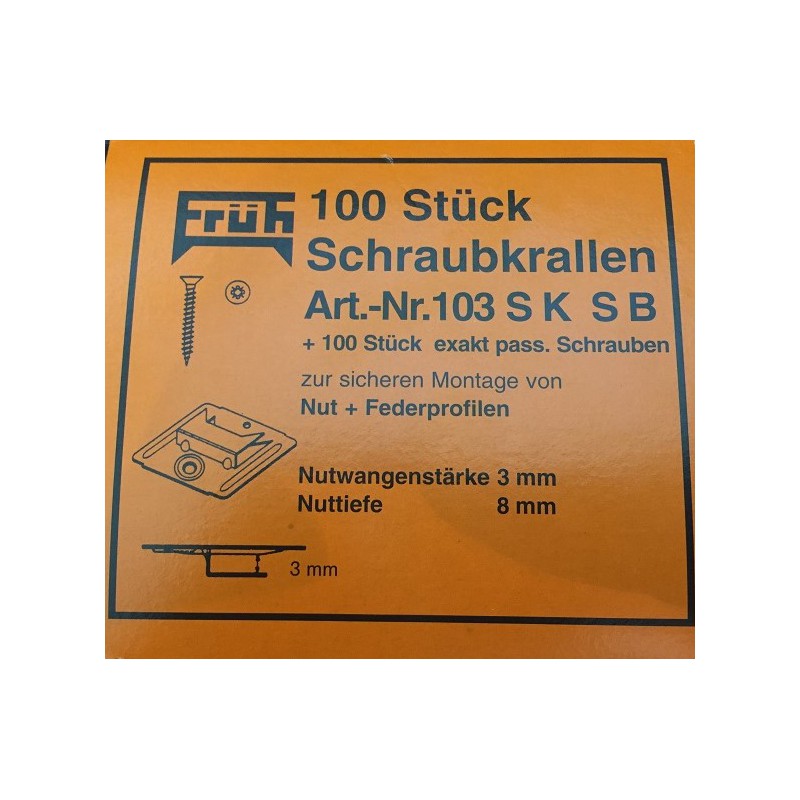 Früh
100 Stück
Schraubkrallen
Art.-Nr.103 S K S B
+ 100 Stück exakt pass. Schrauben
zur sicheren Montage von
Nut + Federprofilen
Nutwangenstärke 3 mm
Nuttiefe 8 mm
3 mm